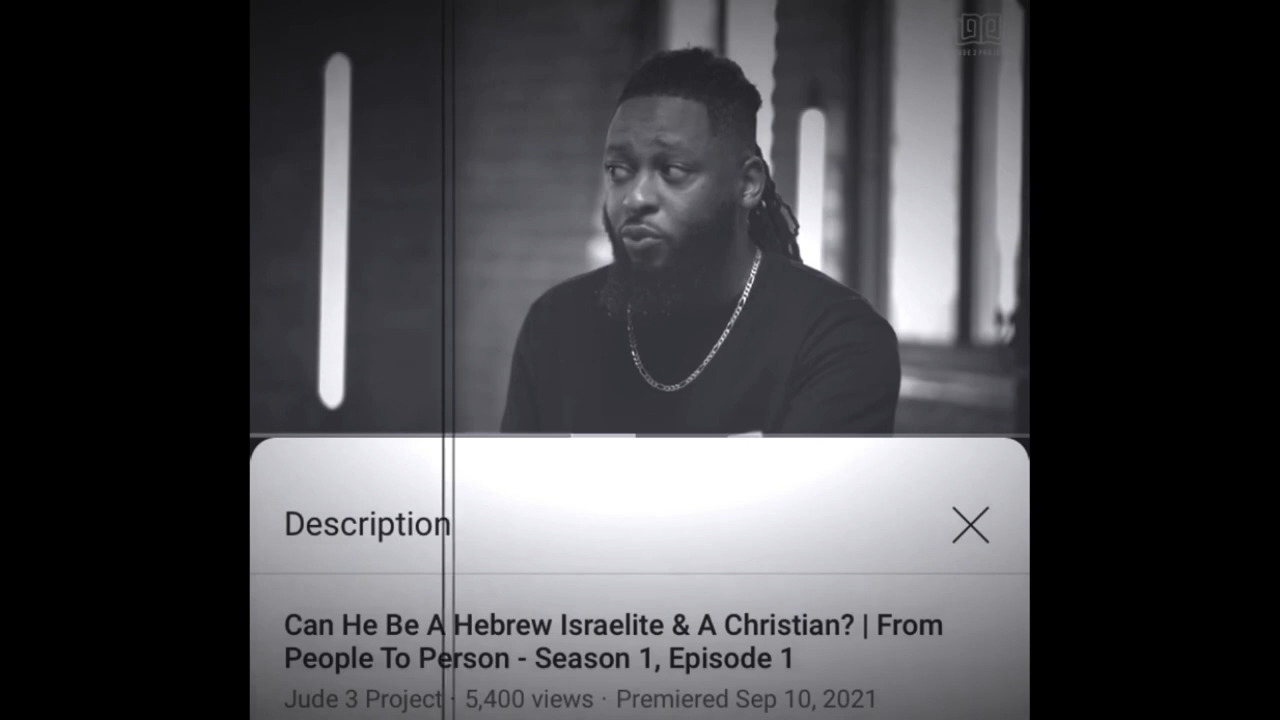 Description
Can He Be A Hebrew Israelite & A Christian? | From
People To Person - Season 1, Episode 1
Jude 3 Project · 5,400 views · Premiered Sep 10, 2021